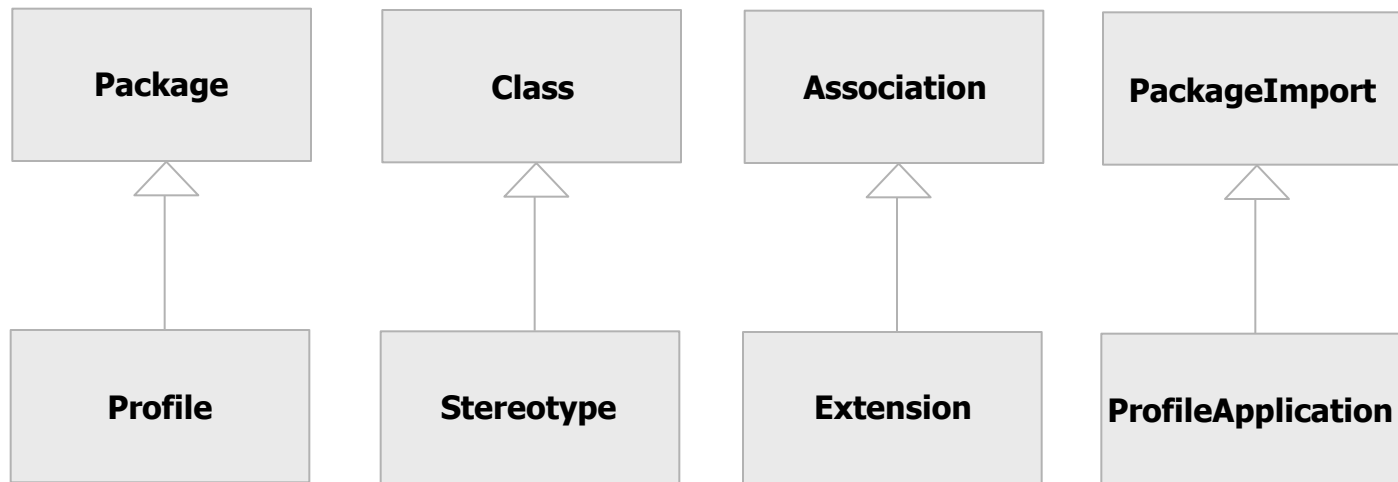 Package
Class
Association
PackageImport
Profile
Stereotype
Extension
ProfileApplication